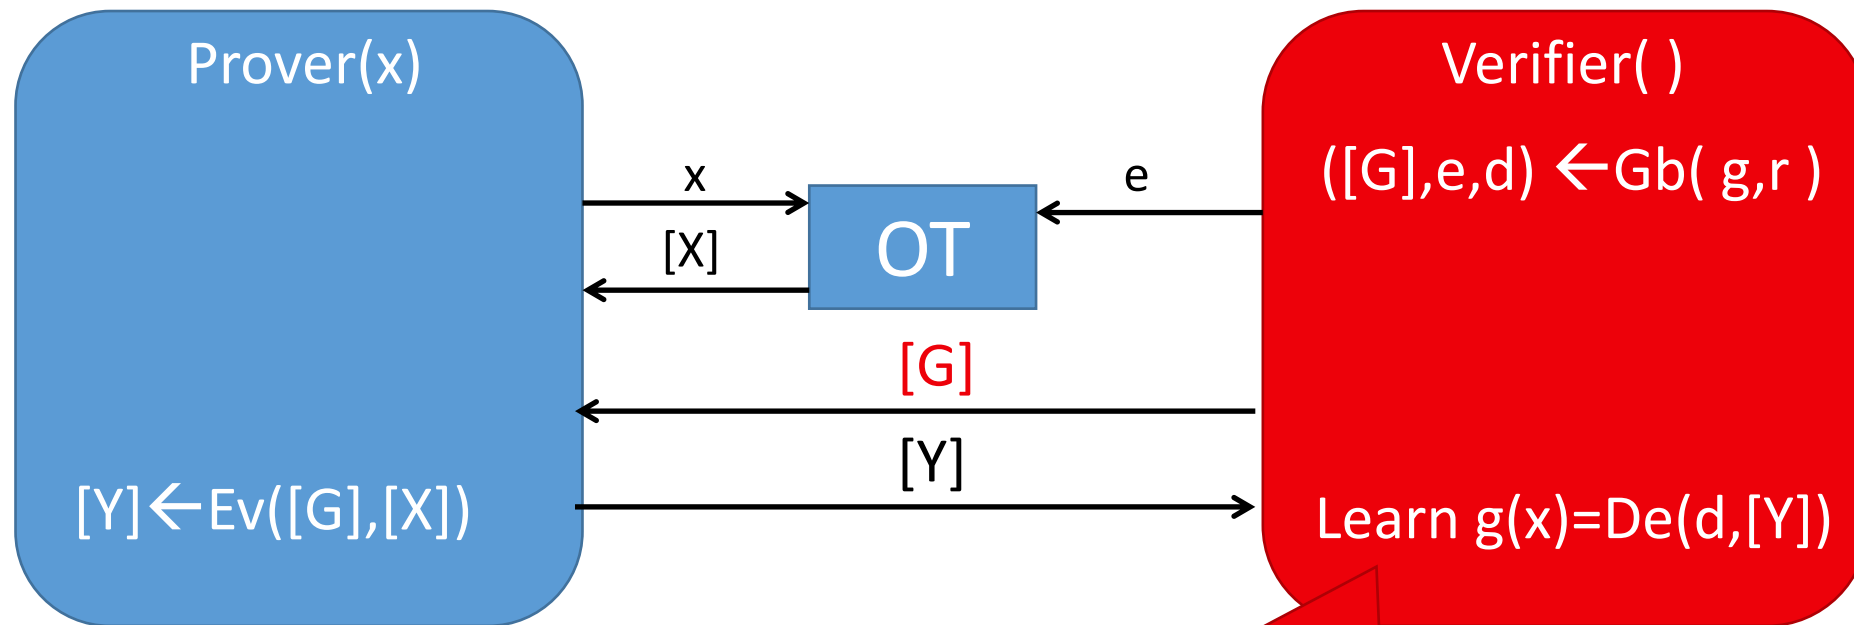 Prover(x)
Verifier( )
([G],e,d) ←Gb( g,r )
x
e
OT
[X]
[G]
[Y]
[Y]←Ev([G],[X])
Learn g(x)=De(d,[Y])